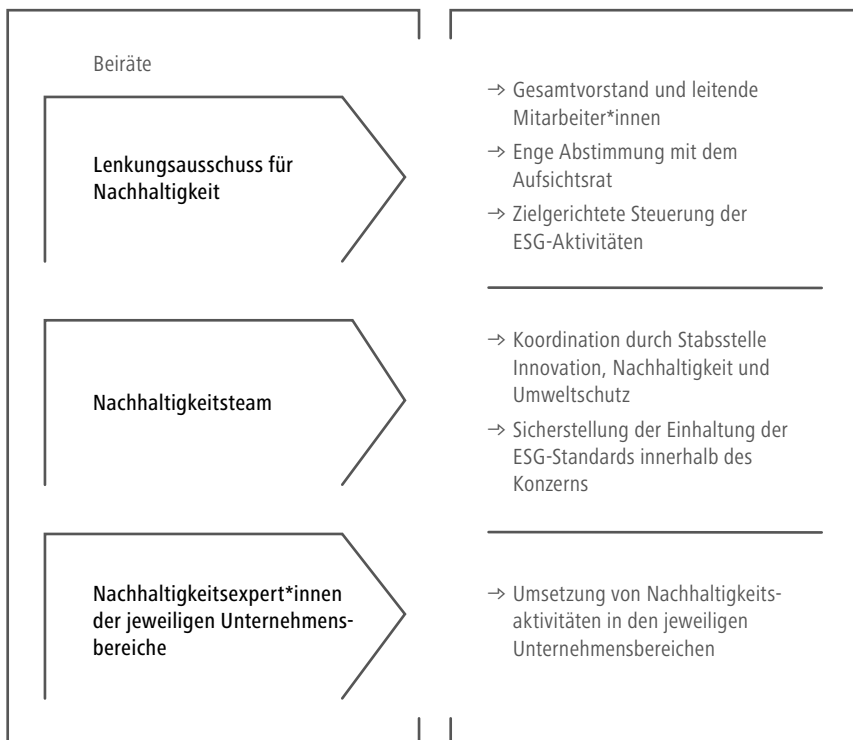 Beiräte
Lenkungsausschuss für
Nachhaltigkeit
→ Gesamtvorstand und leitende
Mitarbeiter*innen
→ Enge Abstimmung mit dem
Aufsichtsrat
→ Zielgerichtete Steuerung der
ESG-Aktivitäten
Nachhaltigkeitsteam
→ Koordination durch Stabsstelle
Innovation, Nachhaltigkeit und
Umweltschutz
→ Sicherstellung der Einhaltung der
ESG-Standards innerhalb des
Konzerns
Nachhaltigkeitsexpert*innen
der jeweiligen Unternehmens-
bereiche
→ Umsetzung von Nachhaltigkeits-
aktivitäten in den jeweiligen
Unternehmensbereichen